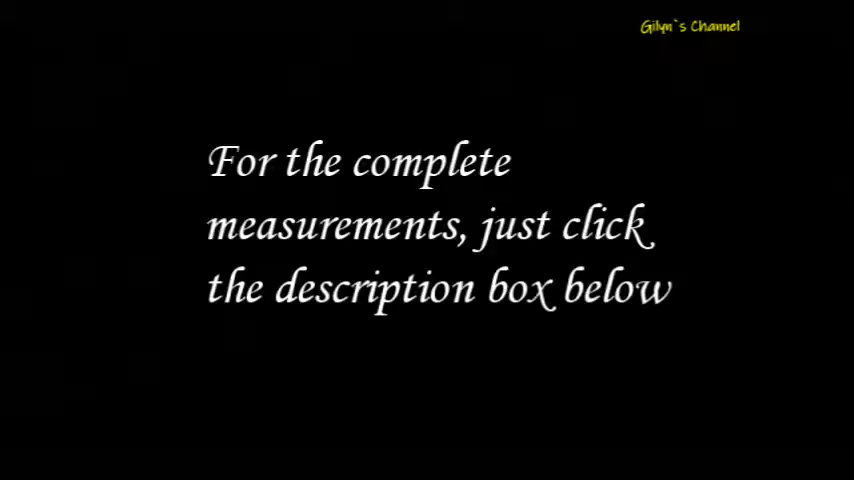 Gilyn`s Channel
For the complete
measurements, just click
the description box below